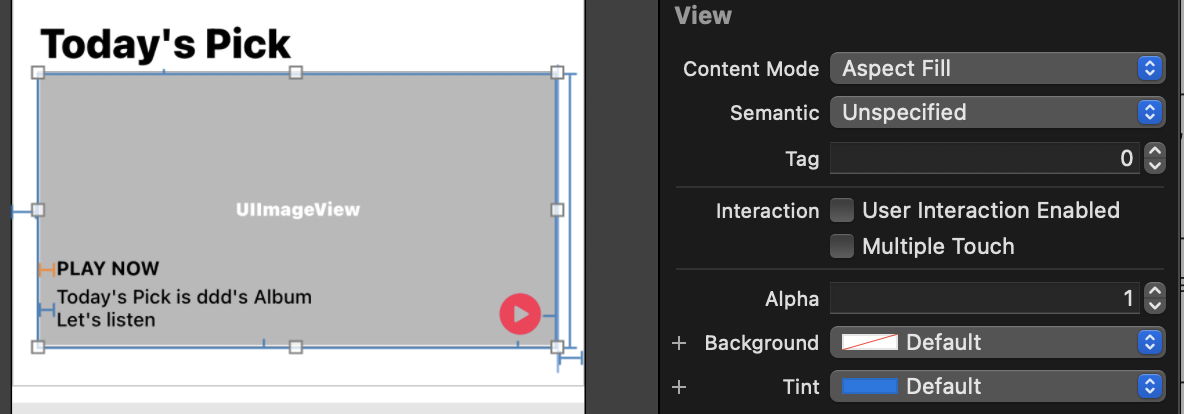 Today's Pick
UIImageView
PLAY NOW
Today's Pick is ddd's Album
Let's listen
View
Content Mode Aspect Fill
Semantic Unspecified
Tag 0
Interaction User Interaction Enabled
Multiple Touch
Alpha 1
+ Background Default
+ Tint Default